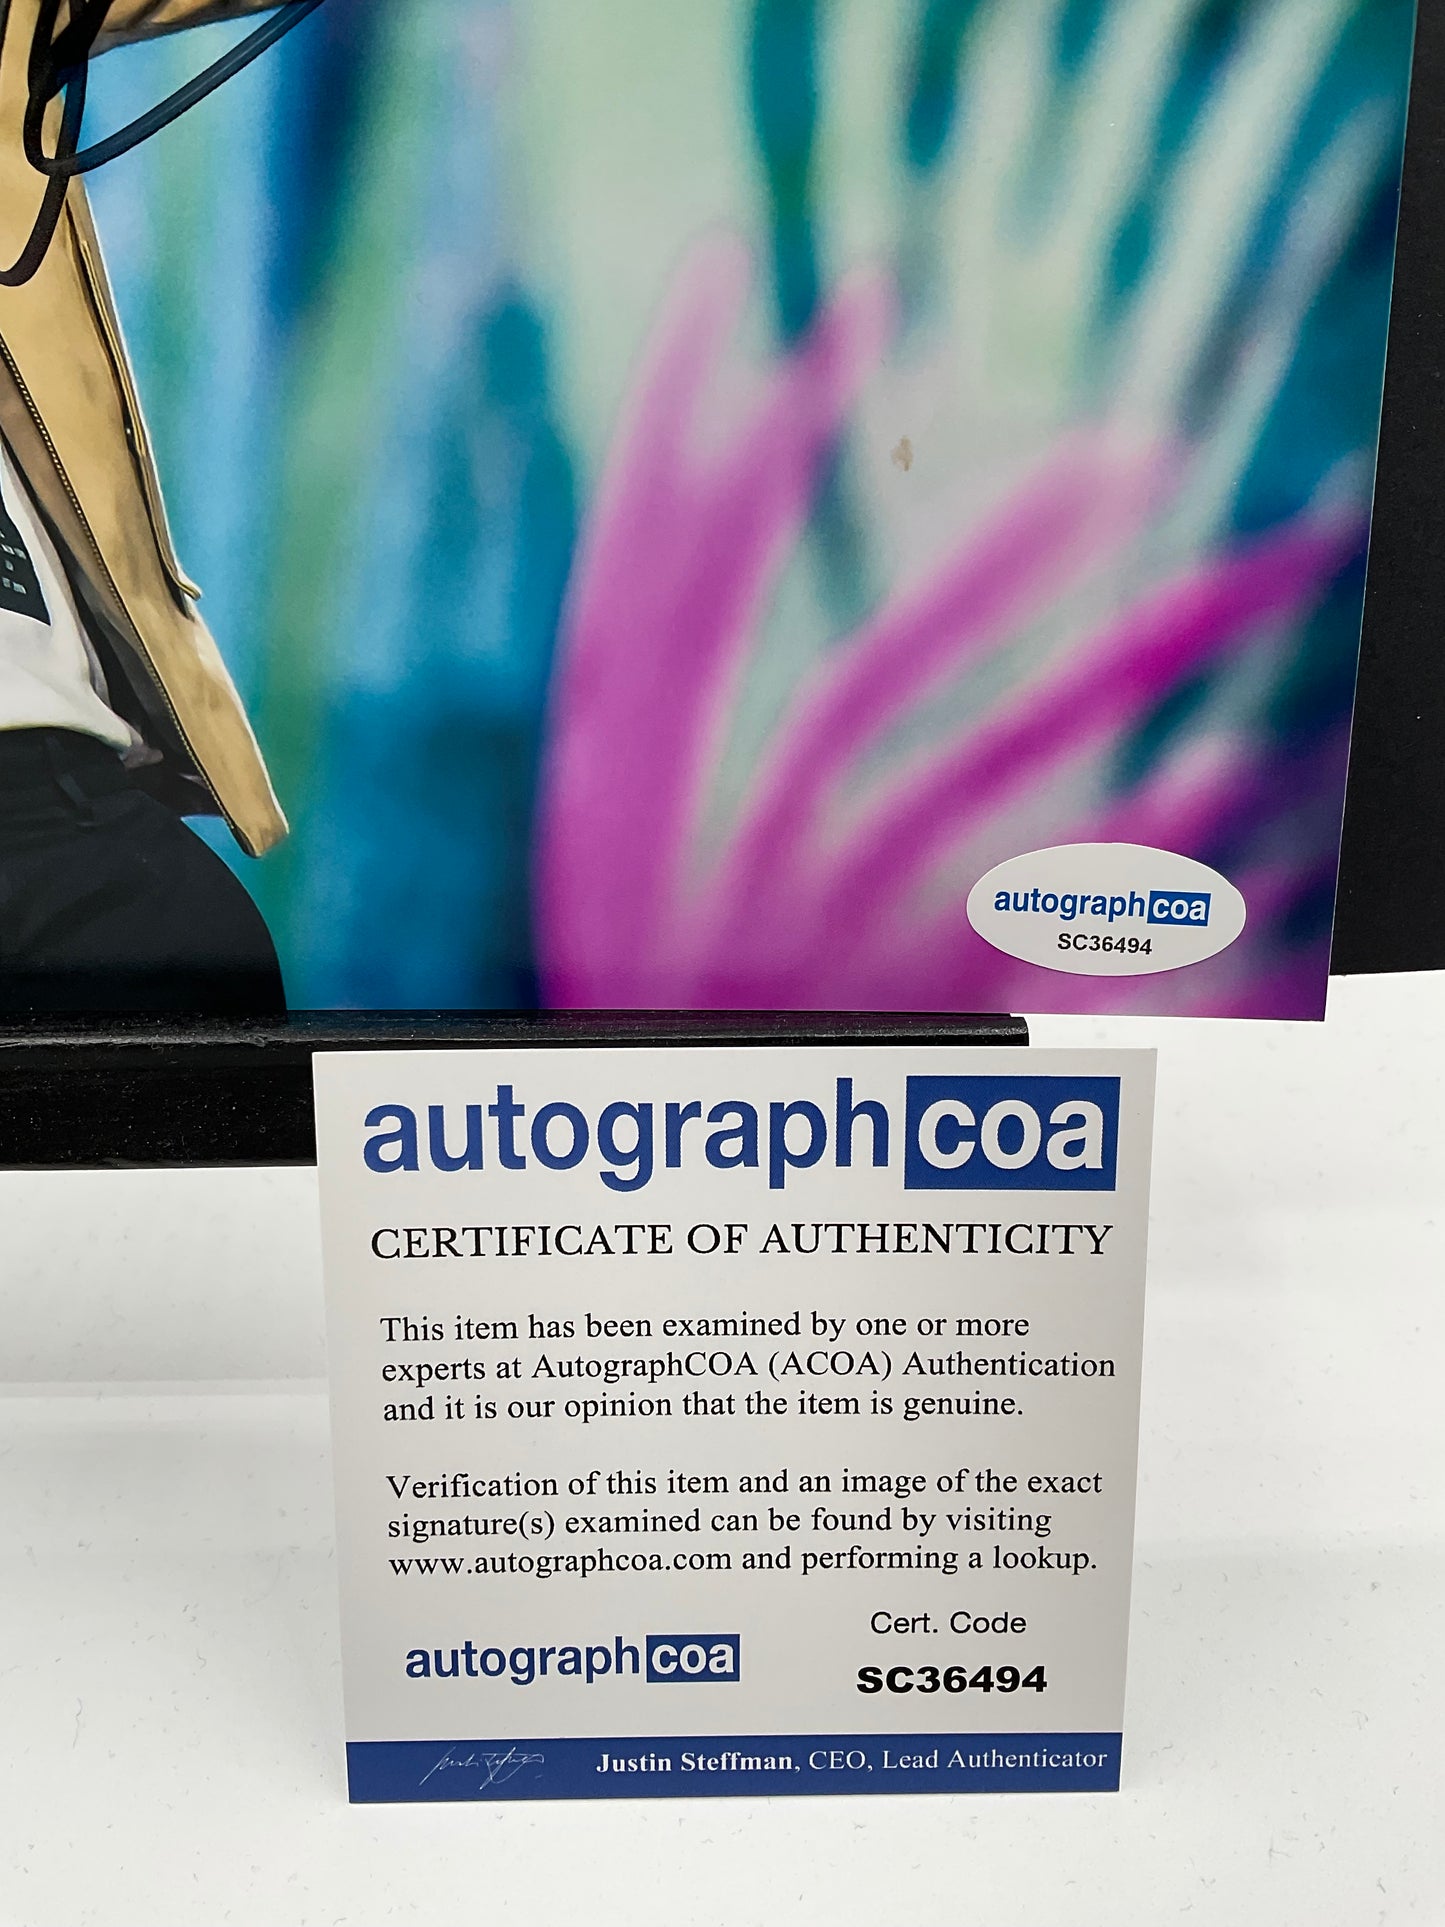 autographcoa
SC36494
autographcoa
CERTIFICATE OF AUTHENTICITY
This item has been examined by one or more
experts at AutographCOA (ACOA) Authentication
and it is our opinion that the item is genuine.
Verification of this item and an image of the exact
signature(s) examined can be found by visiting
www.autographcoa.com and performing a lookup.
Cert. Code
autographcoa
SC36494
Justin Steffman, CEO, Lead Authenticator